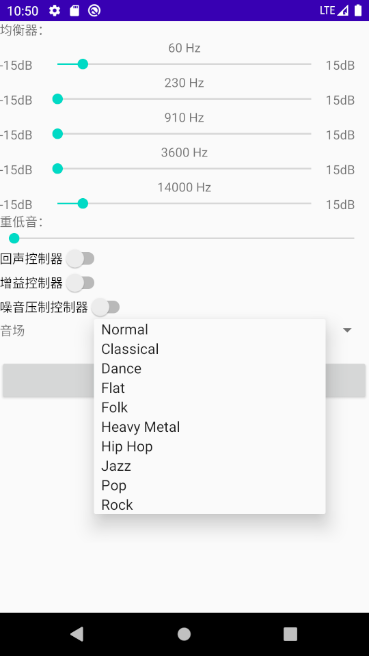 10:50 LTE
均衡器：
60 Hz
-15dB 15dB
230 Hz
-15dB 15dB
910 Hz
-15dB 15dB
3600 Hz
-15dB 15dB
14000 Hz
-15dB 15dB
重低音：
回声控制器
增益控制器
噪音压制控制器
音场
Normal
Classical
Dance
Flat
Folk
Heavy Metal
Hip Hop
Jazz
Pop
Rock